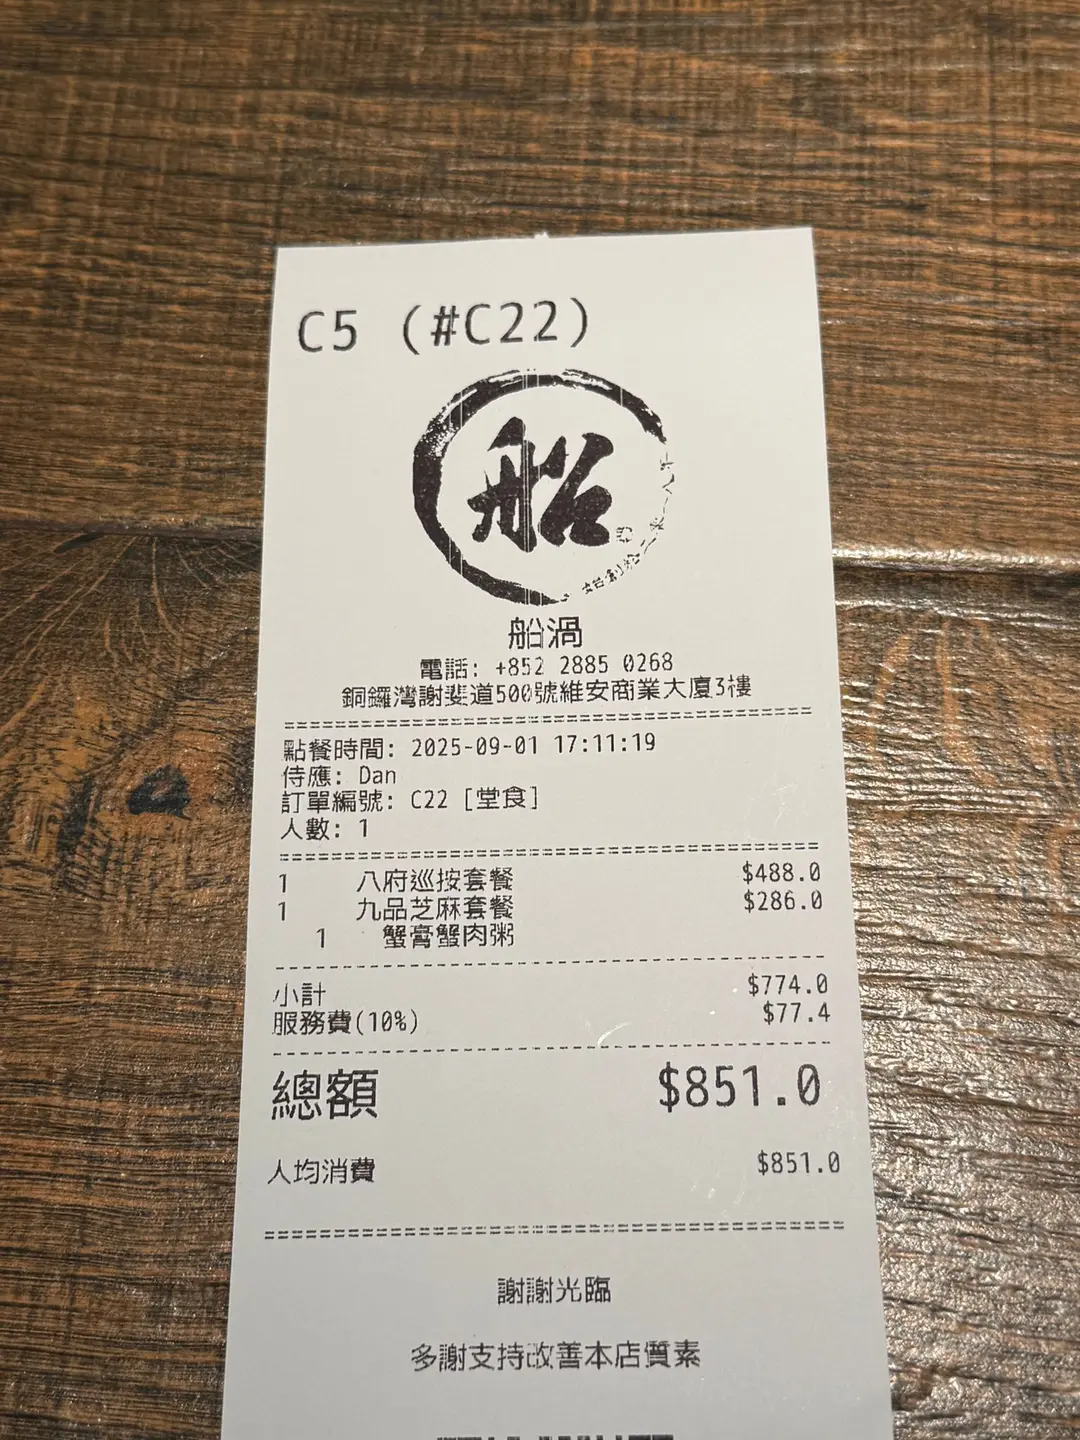 C5 (#C22)
船
船渦
電話: +852 2885 0268
銅鑼灣謝斐道500號維安商業大廈3樓
點餐時間: 2025-09-01 17:11:19
侍應: Dan
訂單編號: C22 [堂食]
人數: 1
1 八府巡按套餐 $488.0
1 九品芝麻套餐 $286.0
1 蟹膏蟹肉粥
小計 $774.0
服務費(10%) $77.4
總額 $851.0
人均消費 $851.0
謝謝光臨
多謝支持改善本店質素